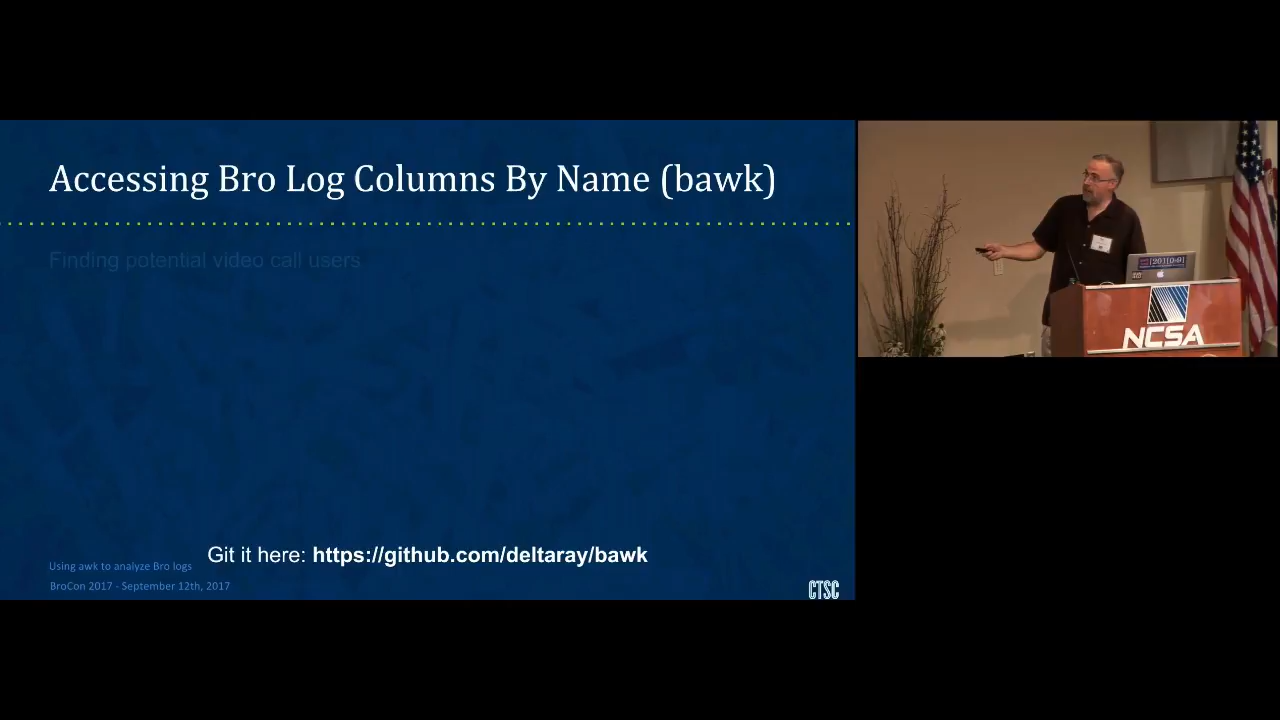 Accessing Bro Log Columns By Name (bawk)
Finding potential video call users
Git it here: https://github.com/deltaray/bawk
Using awk to analyze Bro logs
BroCon 2017 - September 12th, 2017
CTSC
NCSA